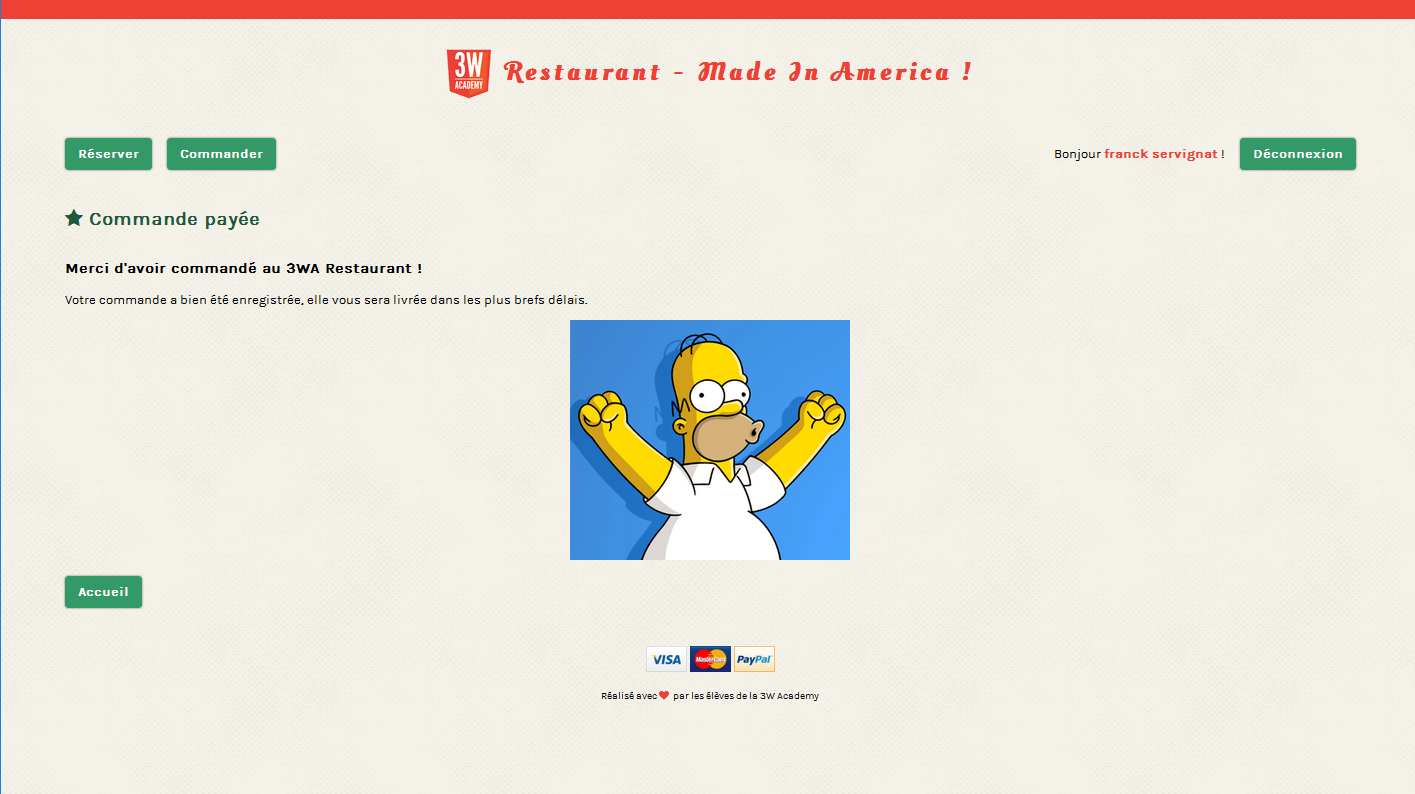 3W
ACADEMY
Restaurant - Made In America !
Réserver
Commander
Bonjour franck servignat !
Déconnexion
Commande payée
Merci d'avoir commandé au 3WA Restaurant !
Votre commande a bien été enregistrée, elle vous sera livrée dans les plus brefs délais.
Accueil
VISA
MasterCard
PayPal
Réalisé avec par les élèves de la 3W Academy